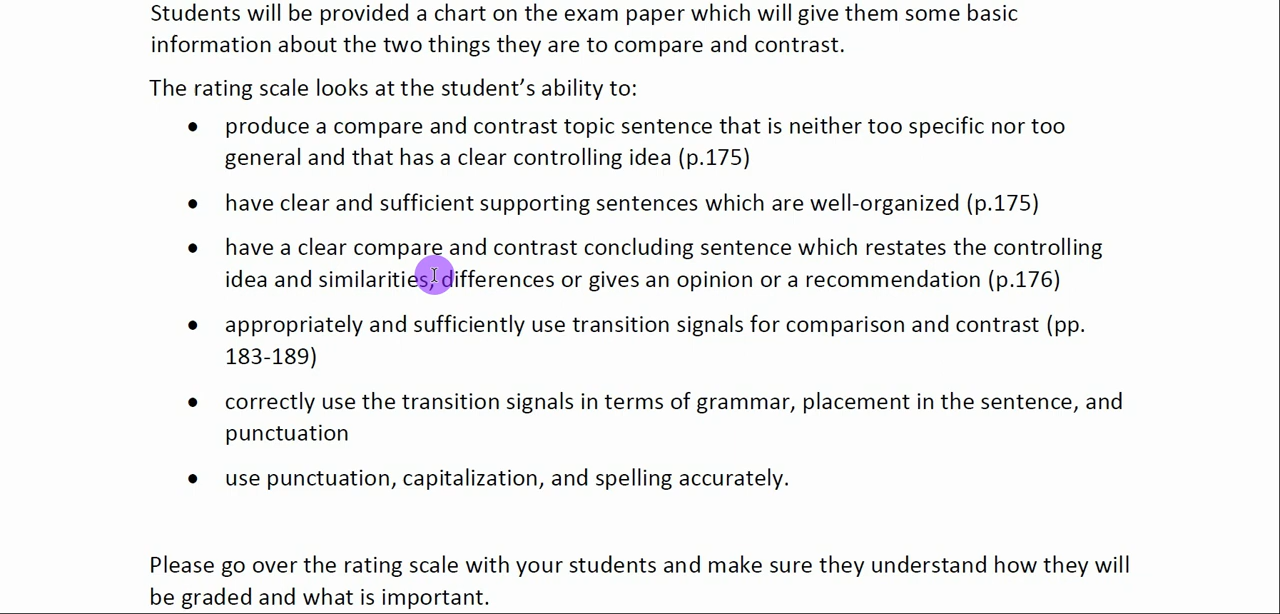 Students will be provided a chart on the exam paper which will give them some basic
information about the two things they are to compare and contrast.
The rating scale looks at the student’s ability to:
• produce a compare and contrast topic sentence that is neither too specific nor too
general and that has a clear controlling idea (p.175)
• have clear and sufficient supporting sentences which are well-organized (p.175)
• have a clear compare and contrast concluding sentence which restates the controlling
idea and similarities, differences or gives an opinion or a recommendation (p.176)
• appropriately and sufficiently use transition signals for comparison and contrast (pp.
183-189)
• correctly use the transition signals in terms of grammar, placement in the sentence, and
punctuation
• use punctuation, capitalization, and spelling accurately.
Please go over the rating scale with your students and make sure they understand how they will
be graded and what is important.